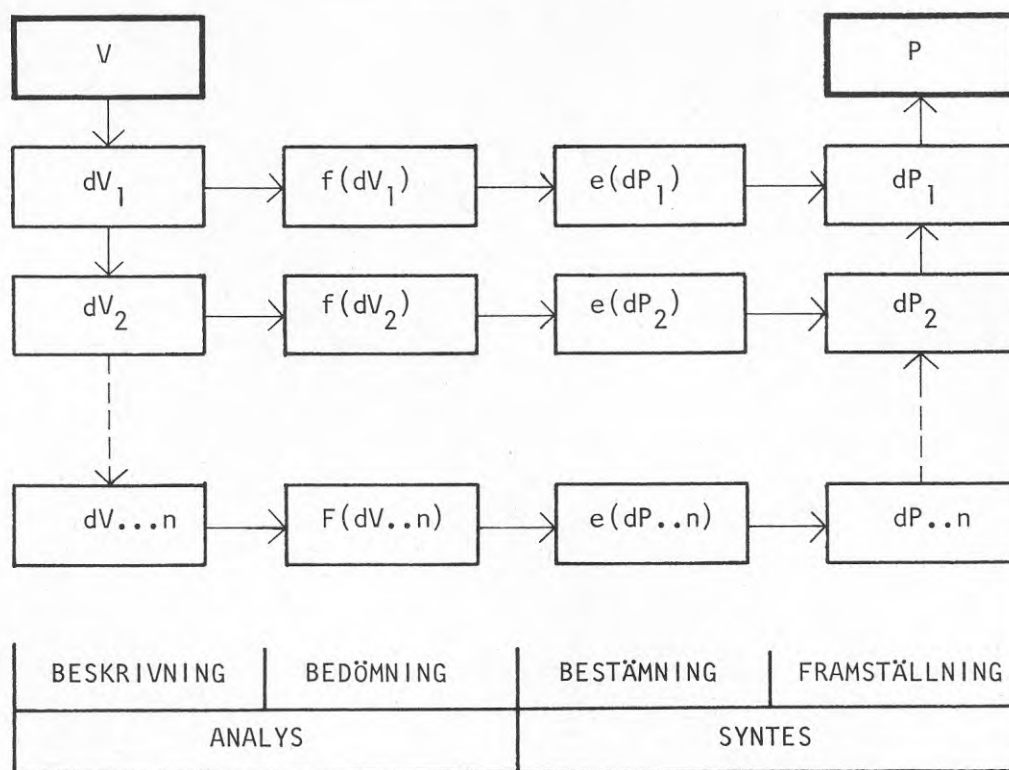 V P
dV₁ f(dV₁) e(dP₁) dP₁
dV₂ f(dV₂) e(dP₂) dP₂
dV...n F(dV..n) e(dP..n) dP..n
BESKRIVNING BEDÖMNING BESTÄMNING FRAMSTÄLLNING
ANALYS SYNTES